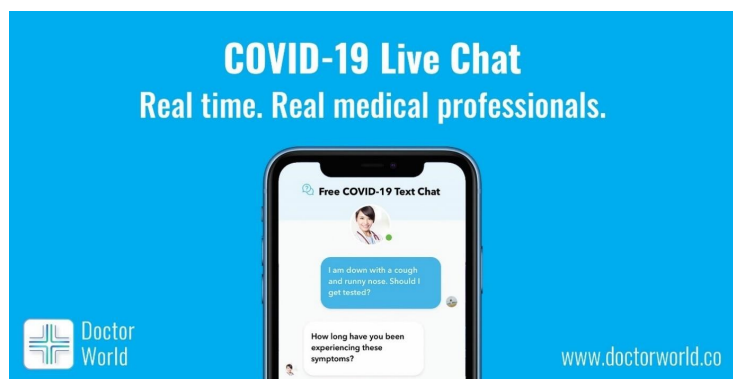 COVID-19 Live Chat
Real time. Real medical professionals.
Free COVID-19 Text Chat
I am down with a cough
and runny nose. Should I
get tested?
How long have you been
experiencing these
symptoms?
Doctor
World
www.doctorworld.co